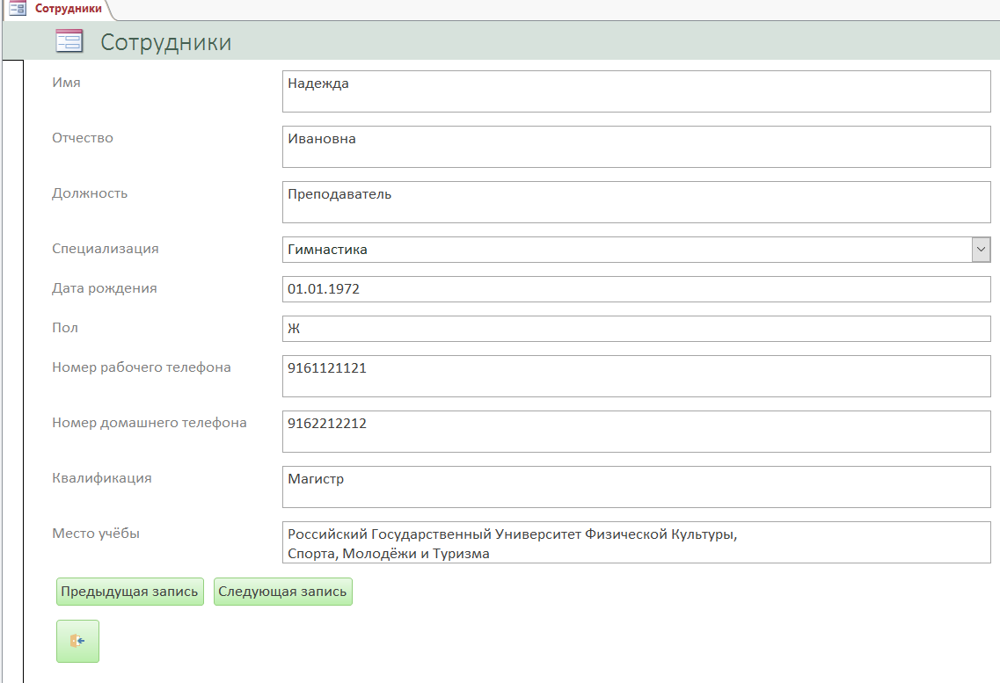 Сотрудники
Сотрудники
Имя
Надежда
Отчество
Ивановна
Должность
Преподаватель
Специализация
Гимнастика
Дата рождения
01.01.1972
Пол
Ж
Номер рабочего телефона
9161121121
Номер домашнего телефона
9162212212
Квалификация
Магистр
Место учёбы
Российский Государственный Университет Физической Культуры,
Спорта, Молодёжи и Туризма
Предыдущая запись
Следующая запись